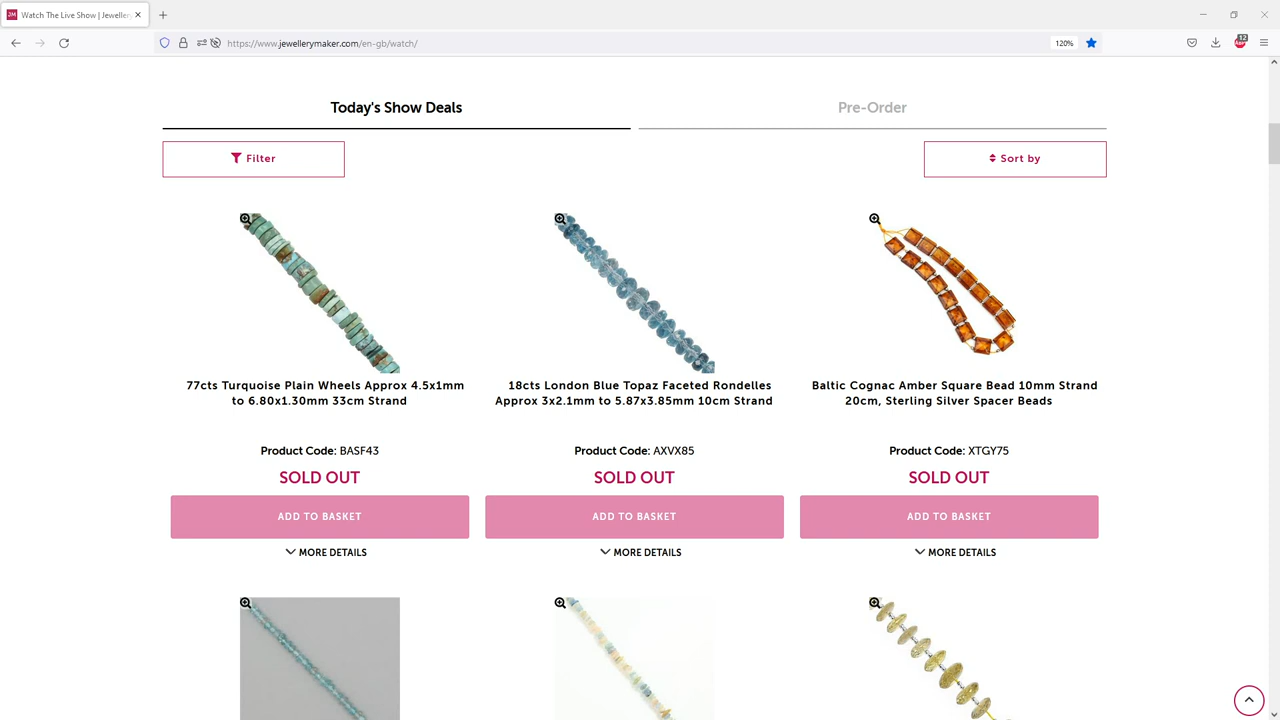 Watch The Live Show | Jeweller
https://www.jewellerymaker.com/en-gb/watch/
120%
12
Today's Show Deals
Pre-Order
Filter
Sort by
77cts Turquoise Plain Wheels Approx 4.5x1mm
to 6.80x1.30mm 33cm Strand
Product Code: BASF43
SOLD OUT
ADD TO BASKET
MORE DETAILS
18cts London Blue Topaz Faceted Rondelles
Approx 3x2.1mm to 5.87x3.85mm 10cm Strand
Product Code: AXVX85
SOLD OUT
ADD TO BASKET
MORE DETAILS
Baltic Cognac Amber Square Bead 10mm Strand
20cm, Sterling Silver Spacer Beads
Product Code: XTGY75
SOLD OUT
ADD TO BASKET
MORE DETAILS